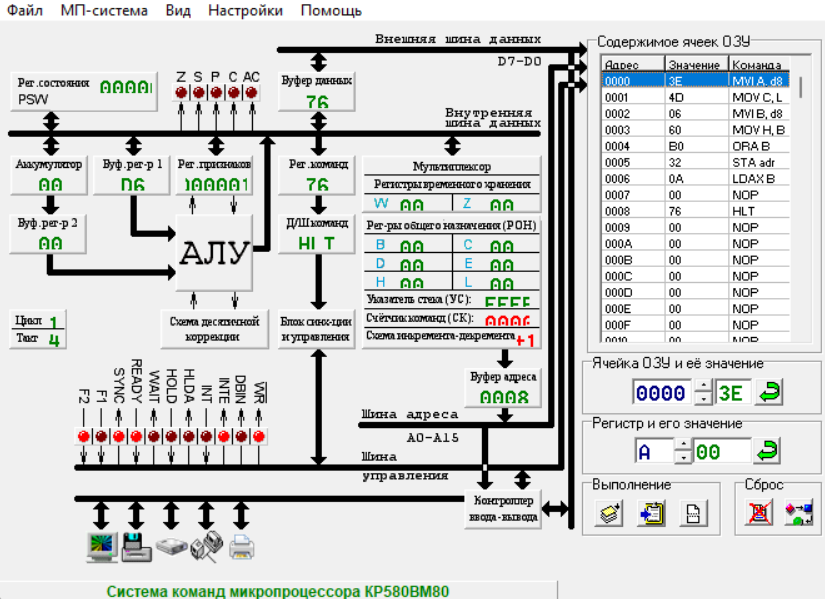 Файл МП-система Вид Настройки Помощь
Внешняя шина данных
D7-D0
Рег.состояния
PSW
Z S P C AC
Буфер данных
76
Внутренняя
шина данных
Аккумулятор
00
Буф.рег-р 1
D6
Рег.признаков
Рег.команд
76
Мультиплексор
Регистры временного хранения
W 00 Z 00
Буф.рег-р 2
00
АЛУ
Д/Ш команд
HLT
Рег-ры общего назначения (РОН)
B 00 C 00
D 00 E 00
H 00 L 00
Указатель стека (УС):
Счётчик команд (СК):
Схема инкремента-декремента +1
Цикл 1
Такт 4
Схема десятичной
коррекции
Блок синх-ции
и управления
Буфер адреса
0008
F2 F1 SYNC READY WAIT HOLD HLDA INT INTE DBIN WR
Шина адреса
A0-A15
Шина
управления
Контроллер
ввода-вывода
Содержимое ячеек ОЗУ
Адрес Значение Команда
0000 3E MVI A, d8
0001 4D MOV C, L
0002 06 MVI B, d8
0003 60 MOV H, B
0004 B0 ORA B
0005 32 STA adr
0006 0A LDAX B
0007 00 NOP
0008 76 HLT
0009 00 NOP
000A 00 NOP
000B 00 NOP
000C 00 NOP
000D 00 NOP
000E 00 NOP
000F 00 NOP
0010 00 NOP
Ячейка ОЗУ и её значение
0000 3E
Регистр и его значение
A 00
Выполнение
Сброс
Система команд микропроцессора КР580ВМ80